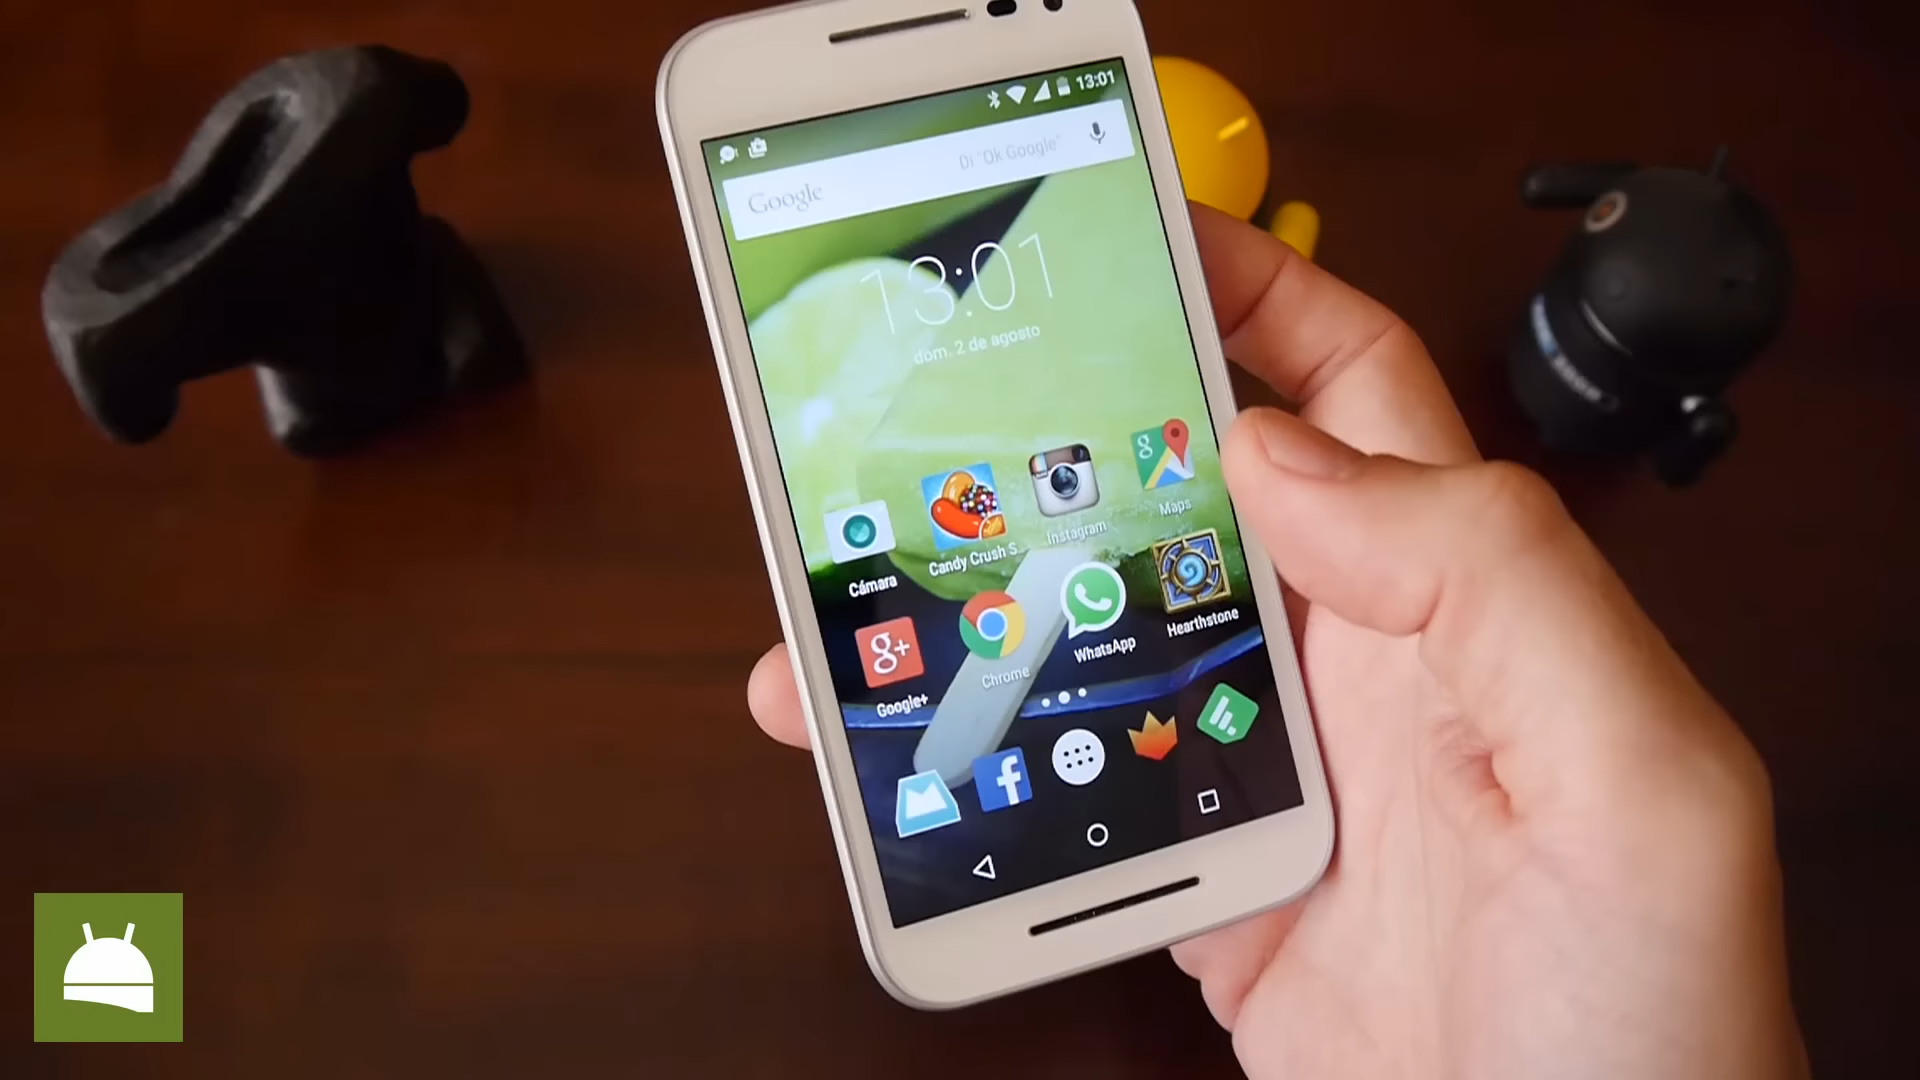 13:01
Google
Di "Ok Google"
13:01
dom. 2 de agosto
Cámara
Candy Crush S...
Instagram
Maps
g
Google+
Chrome
WhatsApp
Hearthstone
g+
f
h.